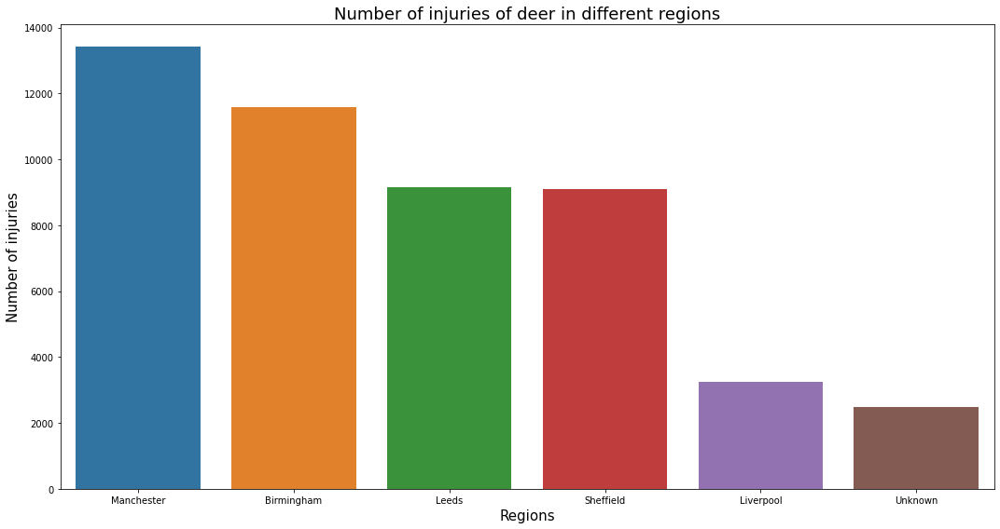 Number of injuries of deer in different regions
14000
12000
10000
8000
6000
4000
2000
0
Number of injuries
Manchester Birmingham Leeds Sheffield Liverpool Unknown
Regions